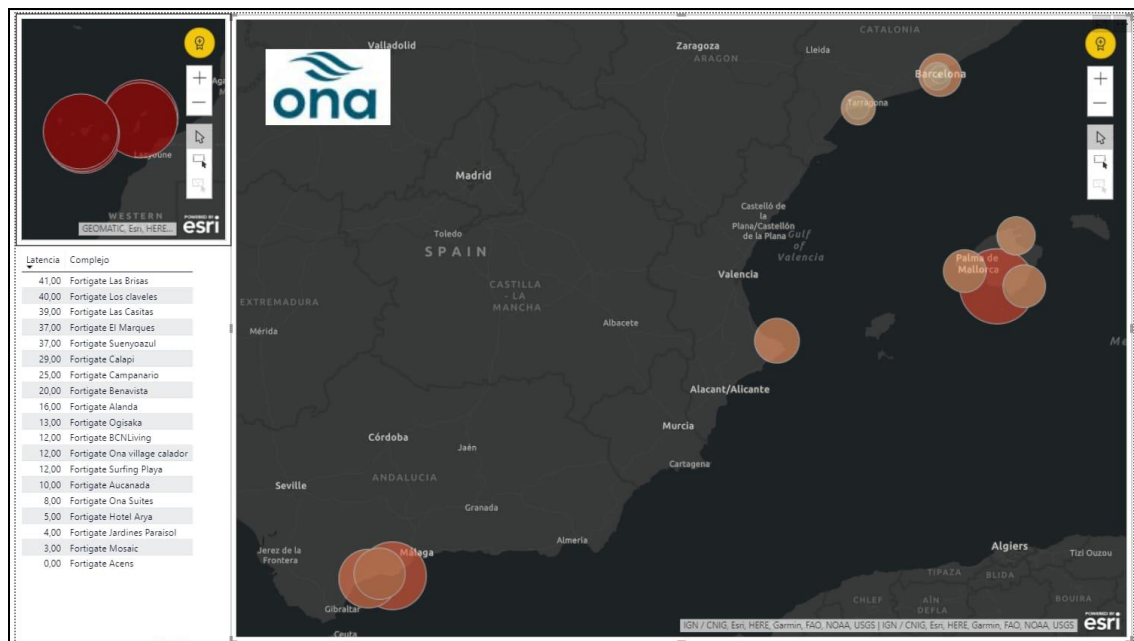 Layoune
WESTERN
GEOMATIC, Esri, HERE...
POWERED BY
esri
Latencia Complejo
41,00 Fortigate Las Brisas
40,00 Fortigate Los claveles
39,00 Fortigate Las Casitas
37,00 Fortigate El Marques
37,00 Fortigate Suenyoazul
29,00 Fortigate Calapi
25,00 Fortigate Campanario
20,00 Fortigate Benavista
16,00 Fortigate Alanda
13,00 Fortigate Ogisaka
12,00 Fortigate BCNLiving
12,00 Fortigate Ona village calador
12,00 Fortigate Surfing Playa
10,00 Fortigate Aucanada
8,00 Fortigate Ona Suites
5,00 Fortigate Hotel Arya
4,00 Fortigate Jardines Paraisol
3,00 Fortigate Mosaic
0,00 Fortigate Acens
ona
CATALONIA
Valladolid
Zaragoza
Lleida
ARAGON
Barcelona
Tarragona
Madrid
Castelló de
la
Plana/Castellón
de la Plana
Gulf
of
Valencia
Toledo
SPAIN
Palma de
Mallorca
Valencia
CASTILLA
- LA
MANCHA
EXTREMADURA
Albacete
Mérida
Alacant/Alicante
Murcia
Córdoba
Jaén
Cartagena
ANDALUCIA
Seville
Granada
Almeria
Jerez de la
Frontera
Málaga
Algiers
Tizi Ouzou
TIPAZA
BLIDA
Gibraltar
CHLEF
AÏN
- DEFLA
BOUIRA
Ceuta
IGN / CNIG, Esri, HERE, Garmin, FAO, NOAA, USGS | IGN / CNIG, Esri, HERE, Garmin, FAO, NOAA, USGS
POWERED BY
esri